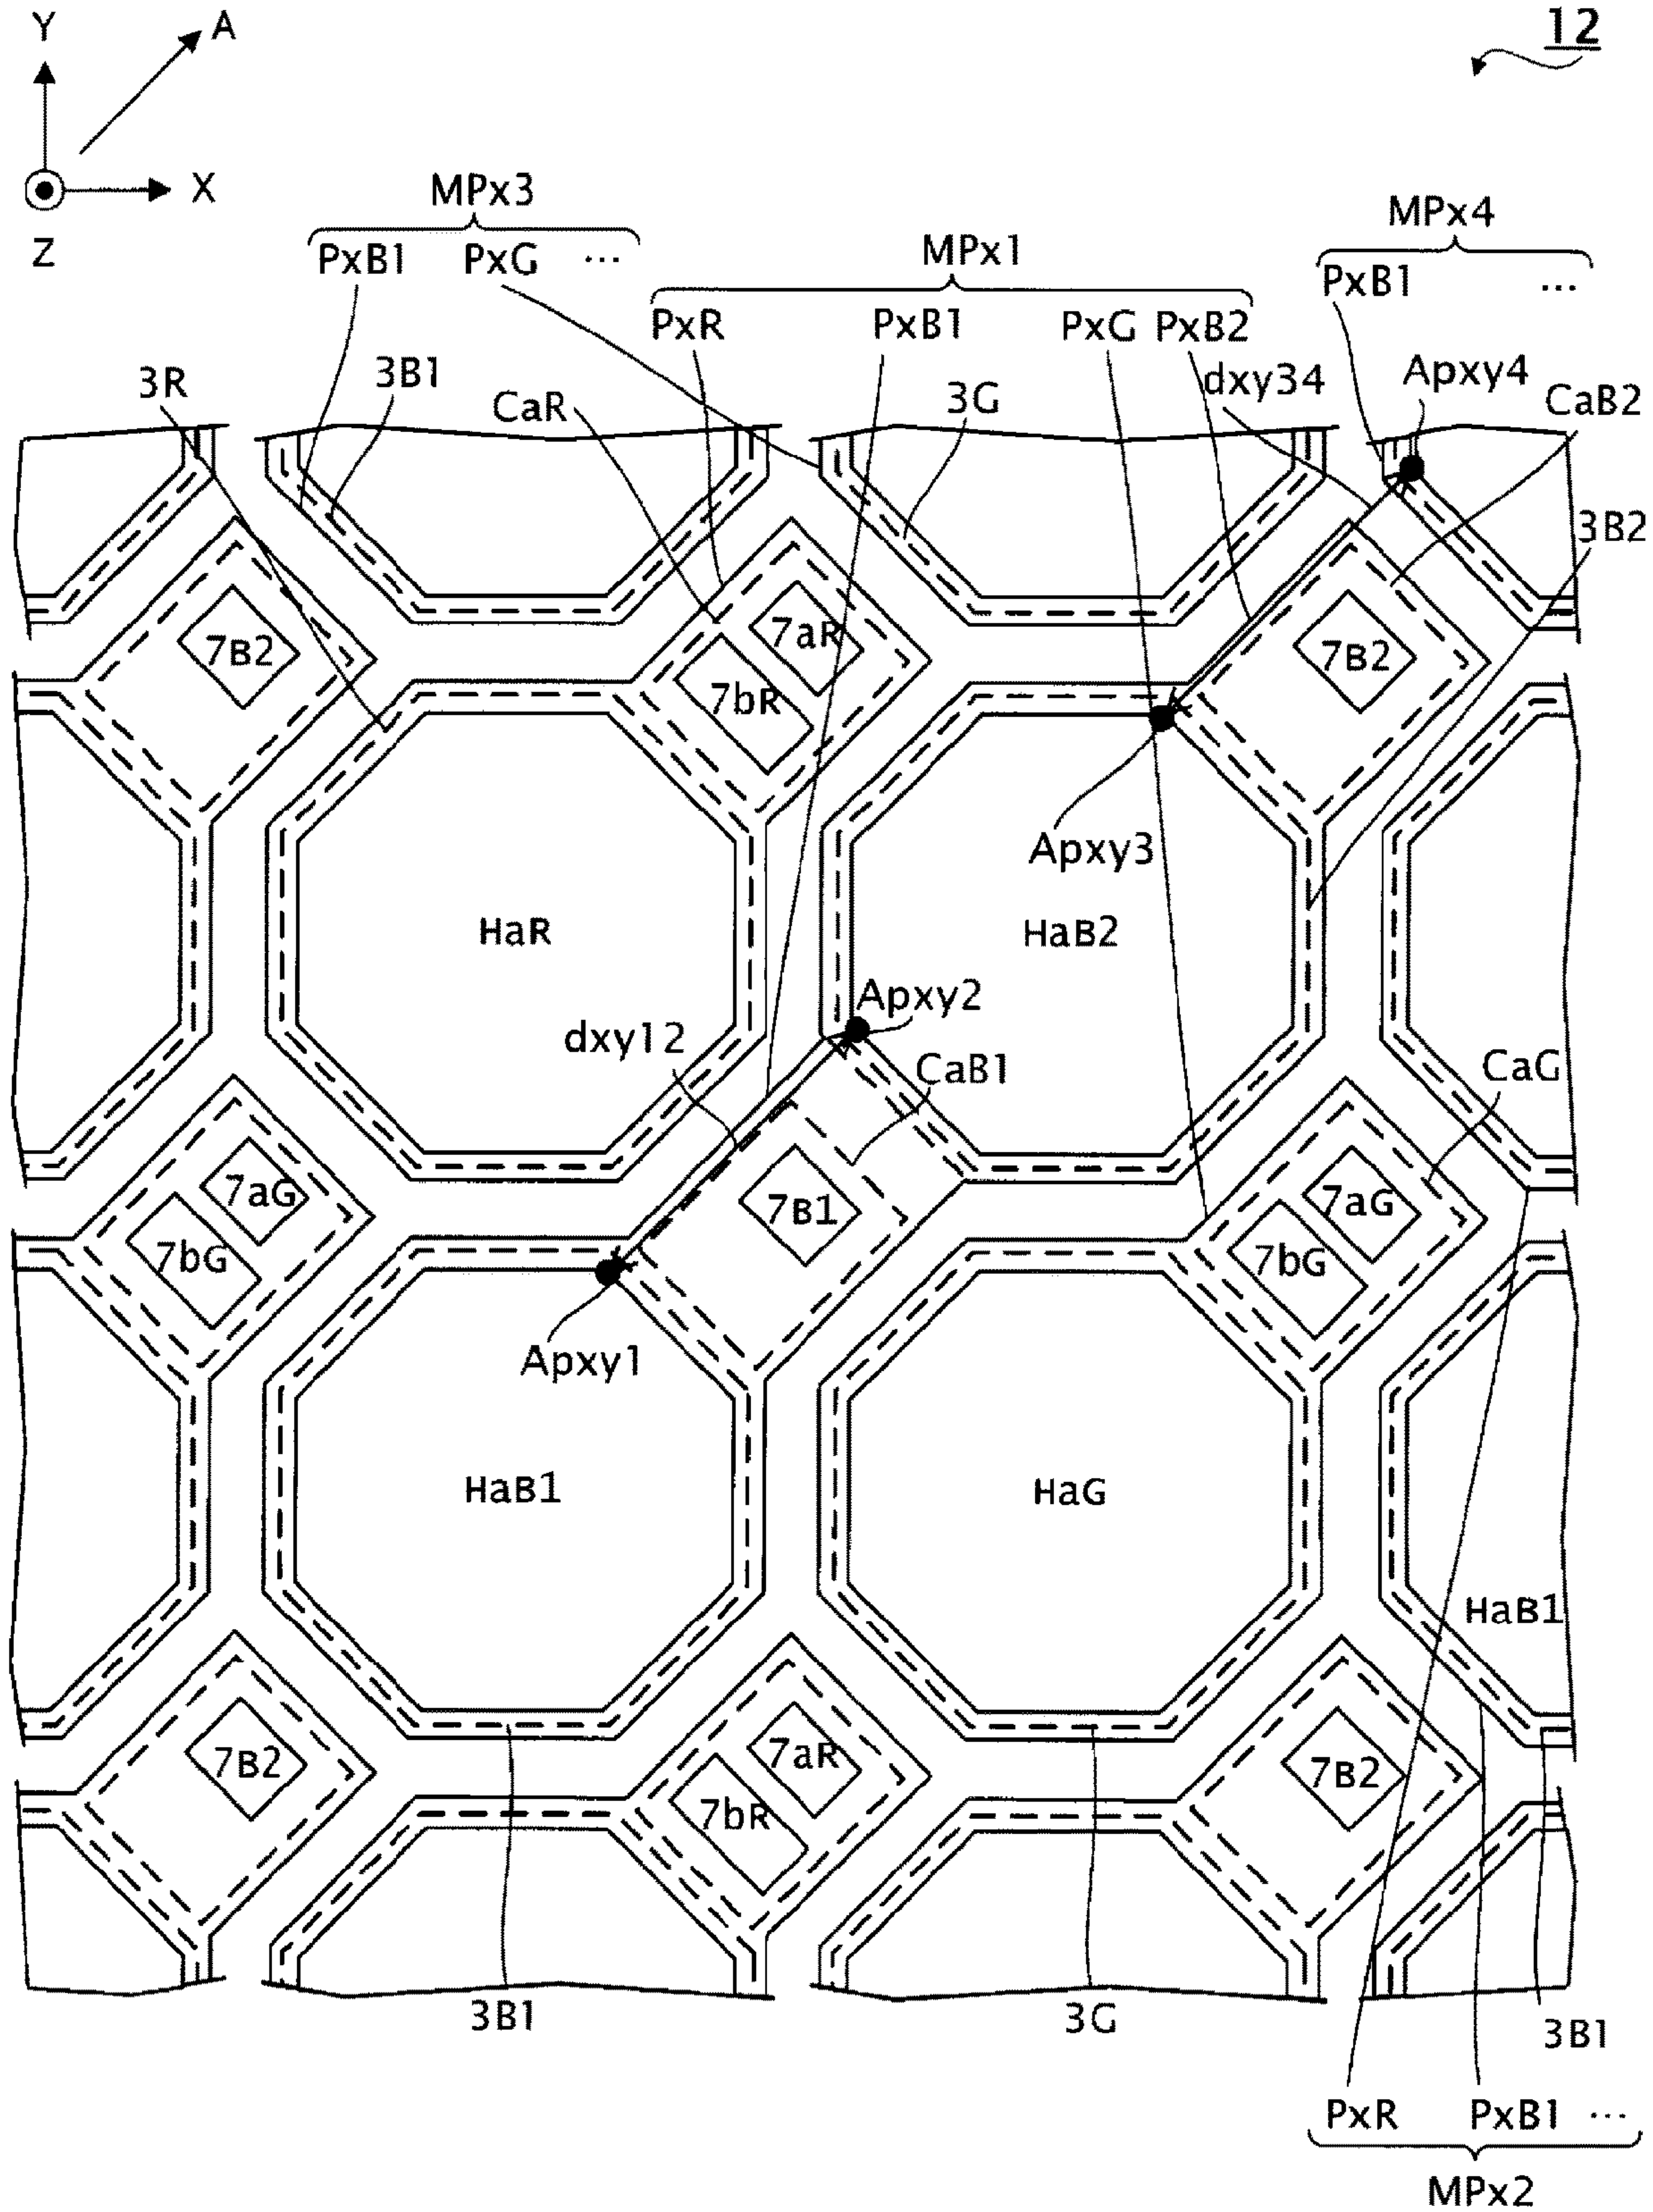 Y A 12
X
Z
MPx3 MPx4
PxB1 PxG ... MPx1 PxB1 ...
PxR PxB1 PxG PxB2
3R 3B1 CaR 3G dxy34 Apxy4 CaB2
3B2
7B2 7aR 7B2
7bR
Apxy3
HaR HaB2
Apxy2
dxy12 CaB1 CaG
7aG 7B1 7aG
7bG 7bG
Apxy1
HaB1 HaG
HaB1
7B2 7aR 7B2
7bR
3B1 3G 3B1
PxR PxB1 ...
MPx2